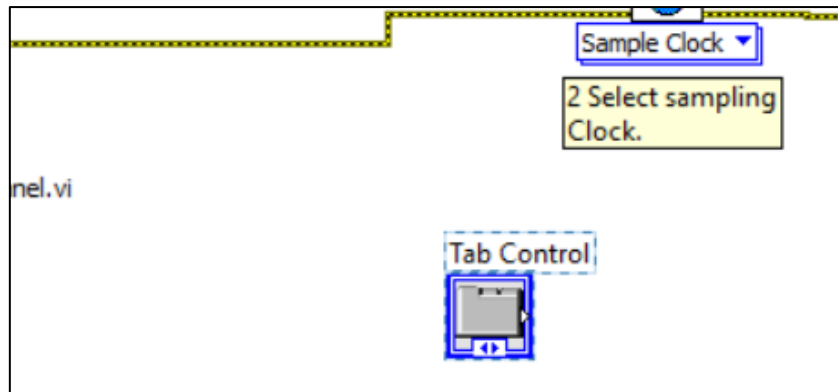 Sample Clock
2 Select sampling
Clock.
nel.vi
Tab Control